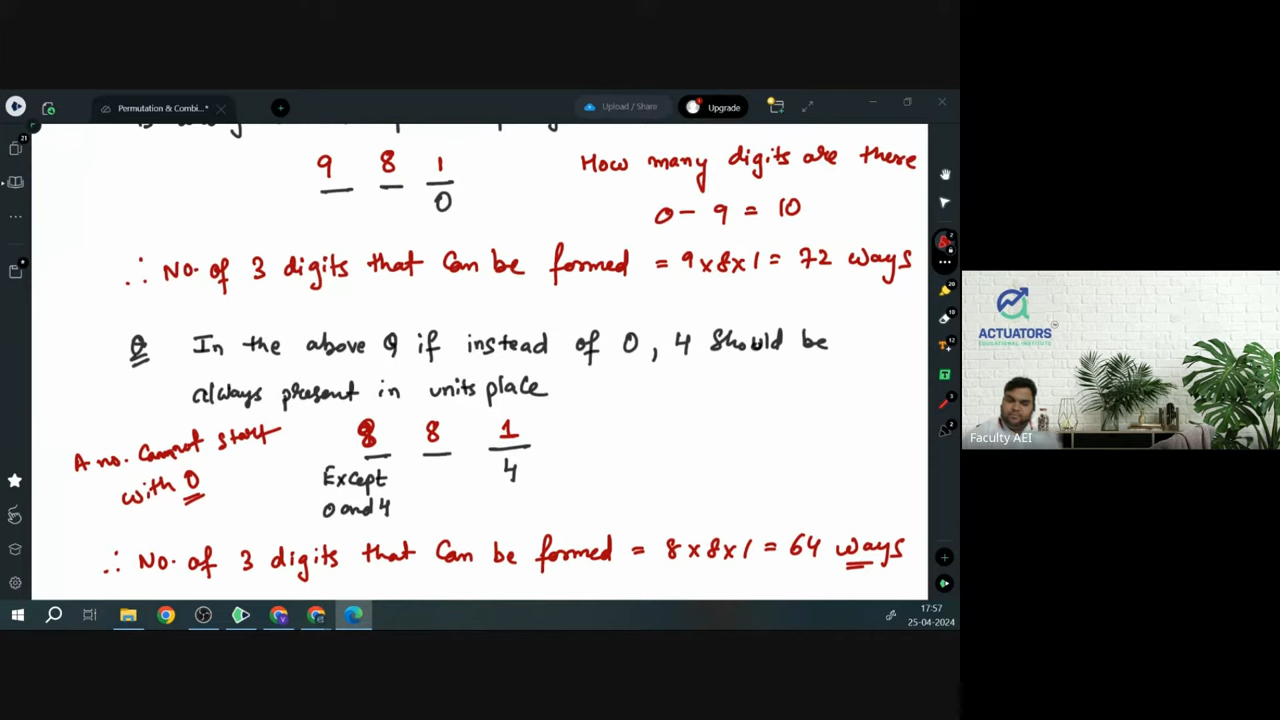 Permutation & Combi...*
Upload / Share
Upgrade
9 8 1
0
How many digits are there
0 - 9 = 10
∴ No. of 3 digits that can be formed = 9x8x1 = 72 ways
Q In the above Q if instead of 0, 4 should be
always present in units place
A no. cannot start
with 0
8 8 1
4
Except
0 and 4
∴ No. of 3 digits that can be formed = 8x8x1 = 64 ways
ACTUATORS
EDUCATIONAL INSTITUTE
Faculty AEI
17:57
25-04-2024